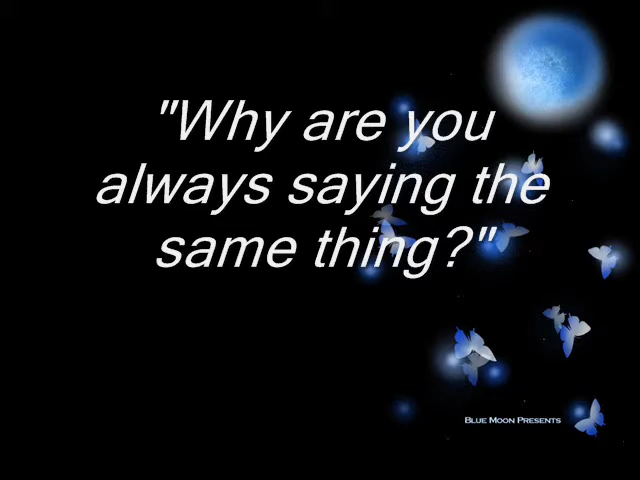 "Why are you
always saying the
same thing?"
Blue Moon Presents